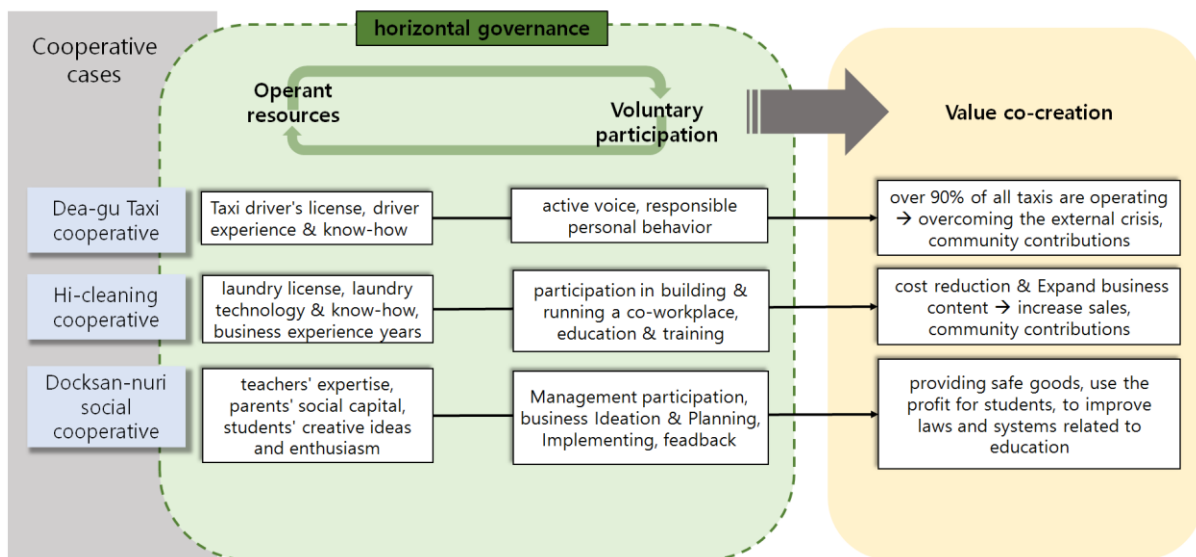 Cooperative
cases
horizontal governance
Operant
resources
Voluntary
participation
Value co-creation
Dea-gu Taxi
cooperative
Taxi driver's license, driver
experience & know-how
active voice, responsible
personal behavior
over 90% of all taxis are operating
→ overcoming the external crisis,
community contributions
Hi-cleaning
cooperative
laundry license, laundry
technology & know-how,
business experience years
participation in building &
running a co-workplace,
education & training
cost reduction & Expand business
content → increase sales,
community contributions
Docksan-nuri
social
cooperative
teachers' expertise,
parents' social capital,
students' creative ideas
and enthusiasm
Management participation,
business Ideation & Planning,
Implementing, feadback
providing safe goods, use the
profit for students, to improve
laws and systems related to
education